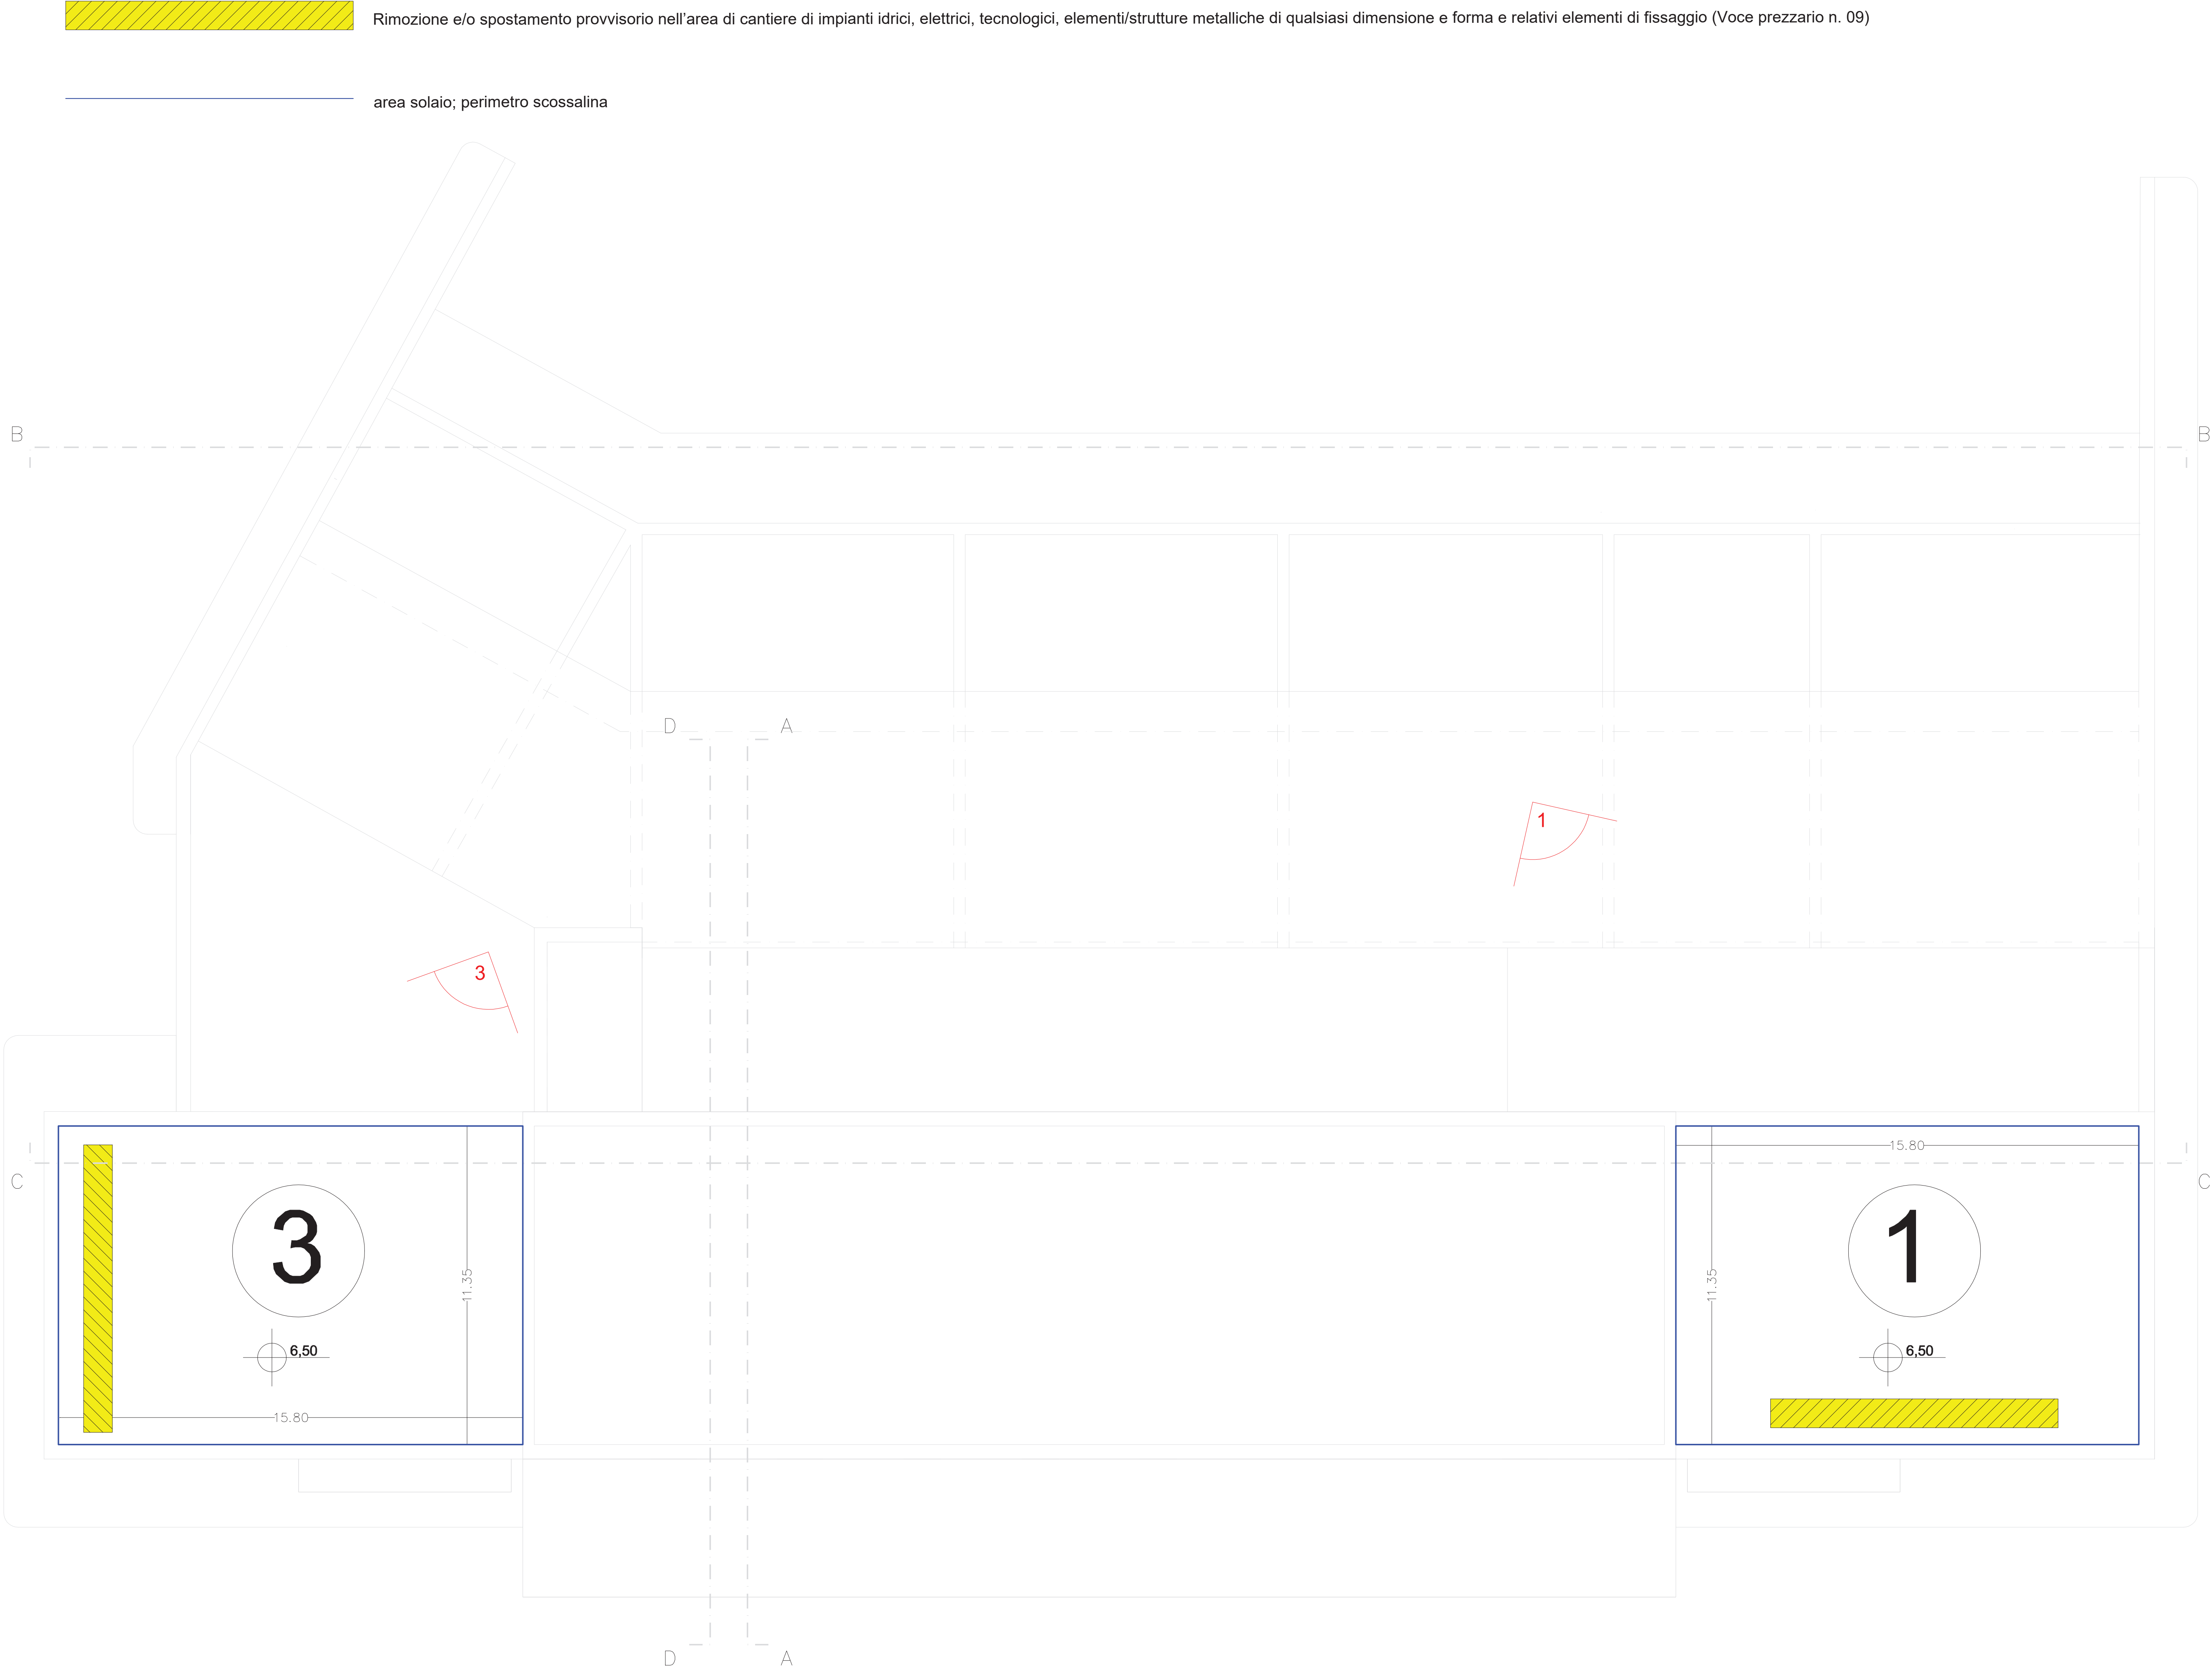 Rimozione e/o spostamento provvisorio nell'area di cantiere di impianti idrici, elettrici, tecnologici, elementi/strutture metalliche di qualsiasi dimensione e forma e relativi elementi di fissaggio (Voce prezzario n. 09)
area solaio; perimetro scossalina
B
B
D
A
1
3
C
C
15.80
3
11.35
6,50
15.80
11.35
1
6,50
D
A